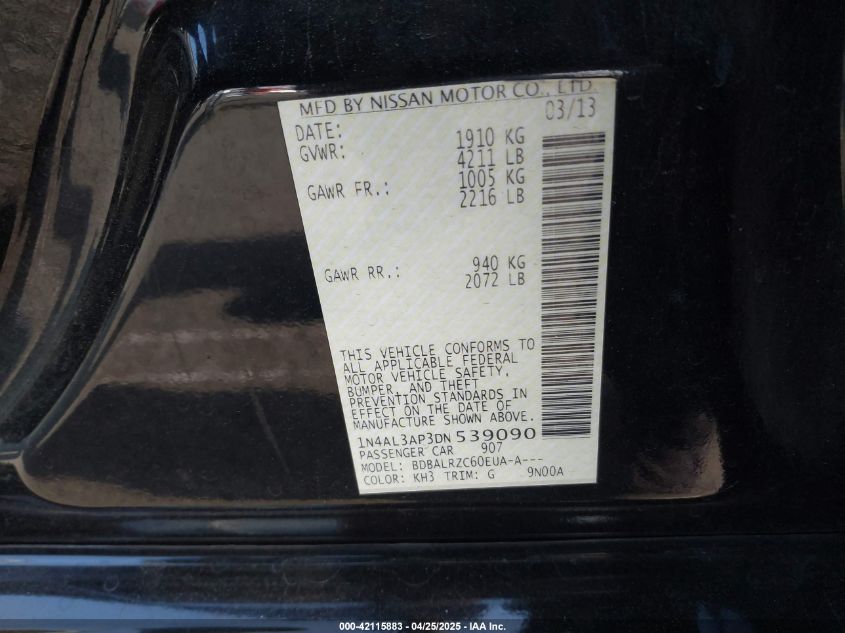 MFD BY NISSAN MOTOR CO., LTD.
DATE: 03/13
GVWR: 1910 KG
4211 LB
GAWR FR.: 1005 KG
2216 LB
GAWR RR.: 940 KG
2072 LB
THIS VEHICLE CONFORMS TO
ALL APPLICABLE FEDERAL
MOTOR VEHICLE SAFETY,
BUMPER, AND THEFT
PREVENTION STANDARDS IN
EFFECT ON THE DATE OF
MANUFACTURE SHOWN ABOVE.
1N4AL3AP3DN539090
PASSENGER CAR 907
MODEL: BDBALRZC60EUA-A---
COLOR: KH3 TRIM: G 9N00A
000-42115883 - 04/25/2025 - IAA Inc.